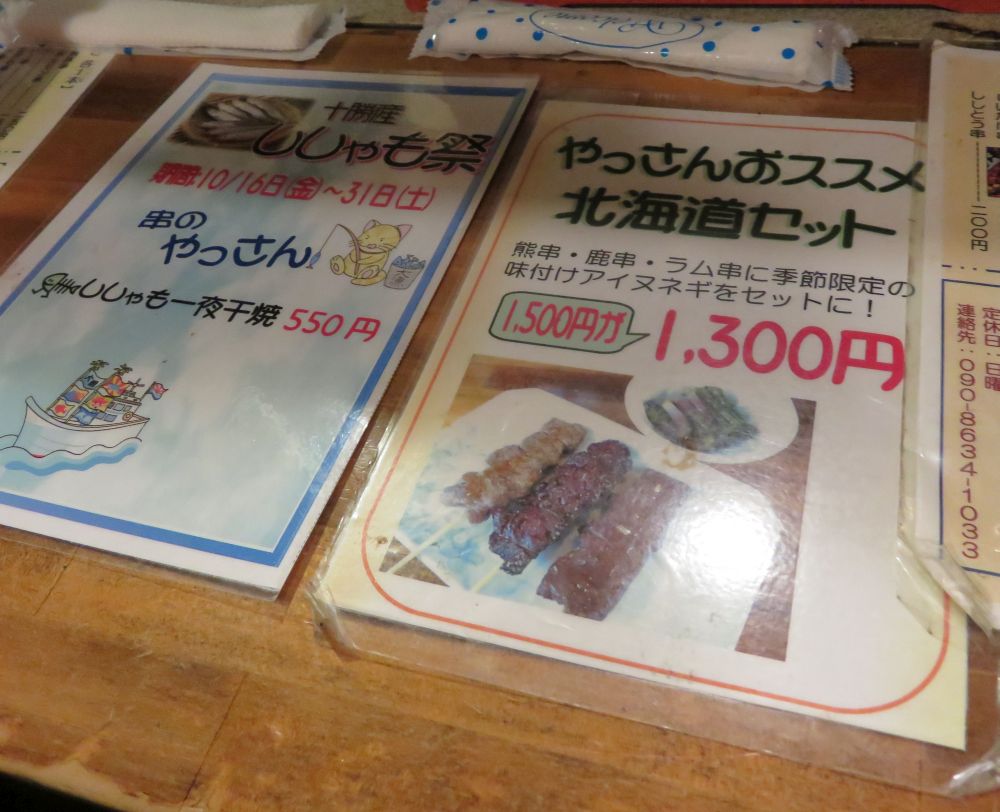 十勝産
ししゃも祭
期間:10/16日(金)〜31日(土)
串の
やっさん
ししゃも一夜干焼 550円
やっさんおススメ
北海道セット
熊串・鹿串・ラム串に季節限定の
味付けアイヌネギをセットに！
1,500円が
1,300円
ししとう串
二〇〇円
定休日：日曜
連絡先：090-8634-1033